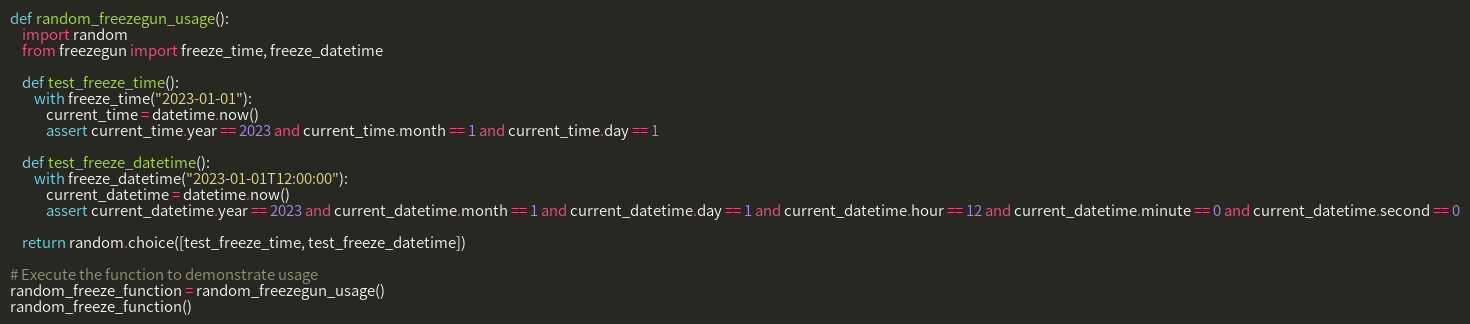 def random_freezegun_usage():
    import random
    from freezegun import freeze_time, freeze_datetime

    def test_freeze_time():
        with freeze_time("2023-01-01"):
            current_time = datetime.now()
            assert current_time.year == 2023 and current_time.month == 1 and current_time.day == 1

    def test_freeze_datetime():
        with freeze_datetime("2023-01-01T12:00:00"):
            current_datetime = datetime.now()
            assert current_datetime.year == 2023 and current_datetime.month == 1 and current_datetime.day == 1 and current_datetime.hour == 12 and current_datetime.minute == 0 and current_datetime.second == 0

    return random.choice([test_freeze_time, test_freeze_datetime])

# Execute the function to demonstrate usage
random_freeze_function = random_freezegun_usage()
random_freeze_function()